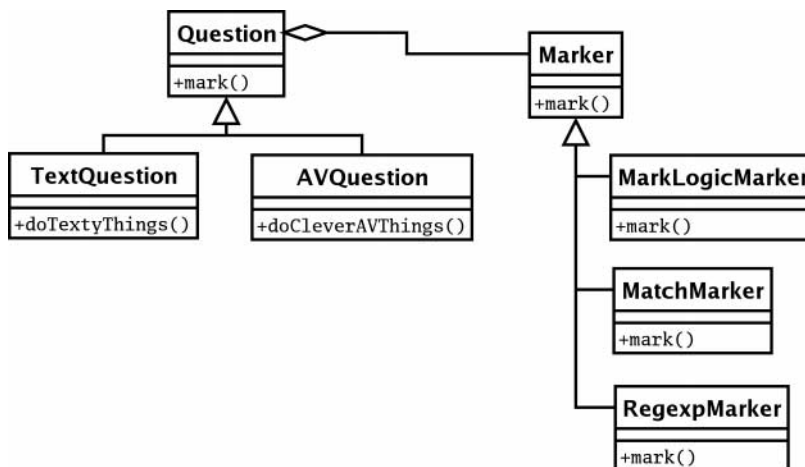 Question
+mark()
Marker
+mark()
TextQuestion
+doTextyThings()
AVQuestion
+doCleverAVThings()
MarkLogicMarker
+mark()
MatchMarker
+mark()
RegexpMarker
+mark()